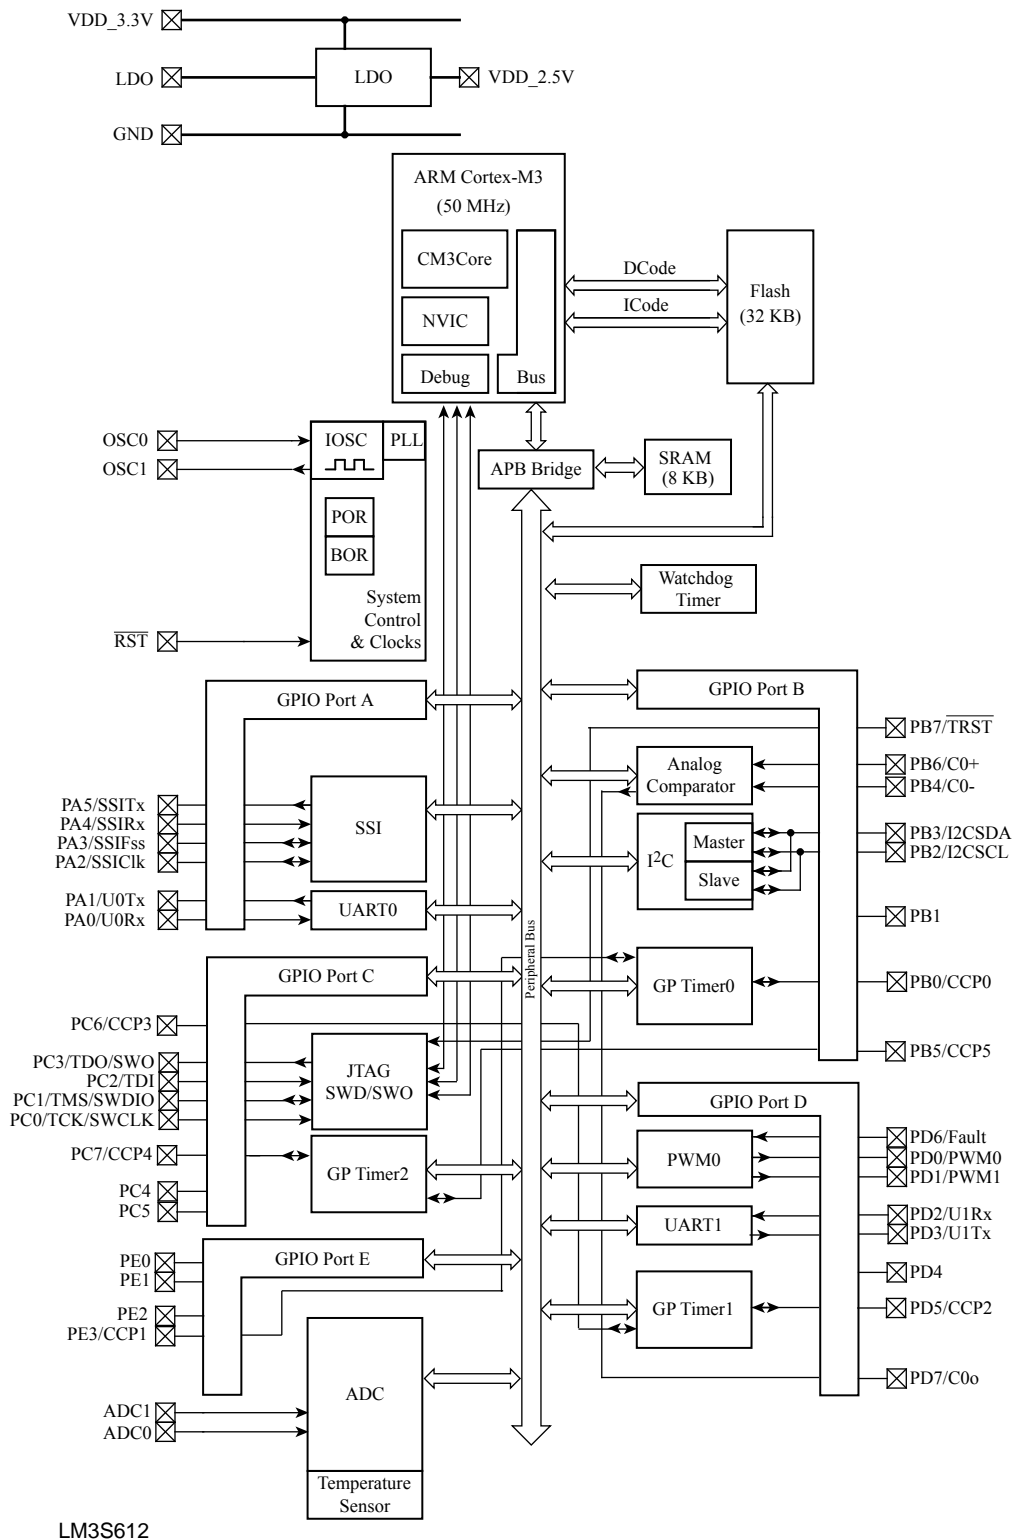 VDD_3.3V
LDO
LDO
VDD_2.5V
GND
ARM Cortex-M3
(50 MHz)
CM3Core
NVIC
Debug
Bus
DCode
ICode
Flash
(32 KB)
OSC0
OSC1
IOSC
PLL
POR
BOR
System
Control
& Clocks
RST
APB Bridge
SRAM
(8 KB)
Watchdog
Timer
Peripheral Bus
GPIO Port A
PA5/SSITx
PA4/SSIRx
PA3/SSIFss
PA2/SSIClk
SSI
PA1/U0Tx
PA0/U0Rx
UART0
GPIO Port B
PB7/TRST
PB6/C0+
PB4/C0-
Analog
Comparator
PB3/I2CSDA
PB2/I2CSCL
I²C
Master
Slave
PB1
GP Timer0
PB0/CCP0
PB5/CCP5
GPIO Port C
PC6/CCP3
PC3/TDO/SWO
PC2/TDI
PC1/TMS/SWDIO
PC0/TCK/SWCLK
JTAG
SWD/SWO
PC7/CCP4
GP Timer2
PC4
PC5
GPIO Port D
PD6/Fault
PD0/PWM0
PD1/PWM1
PWM0
PD2/U1Rx
PD3/U1Tx
UART1
PD4
GP Timer1
PD5/CCP2
PD7/C0o
GPIO Port E
PE0
PE1
PE2
PE3/CCP1
ADC
ADC1
ADC0
Temperature
Sensor
LM3S612